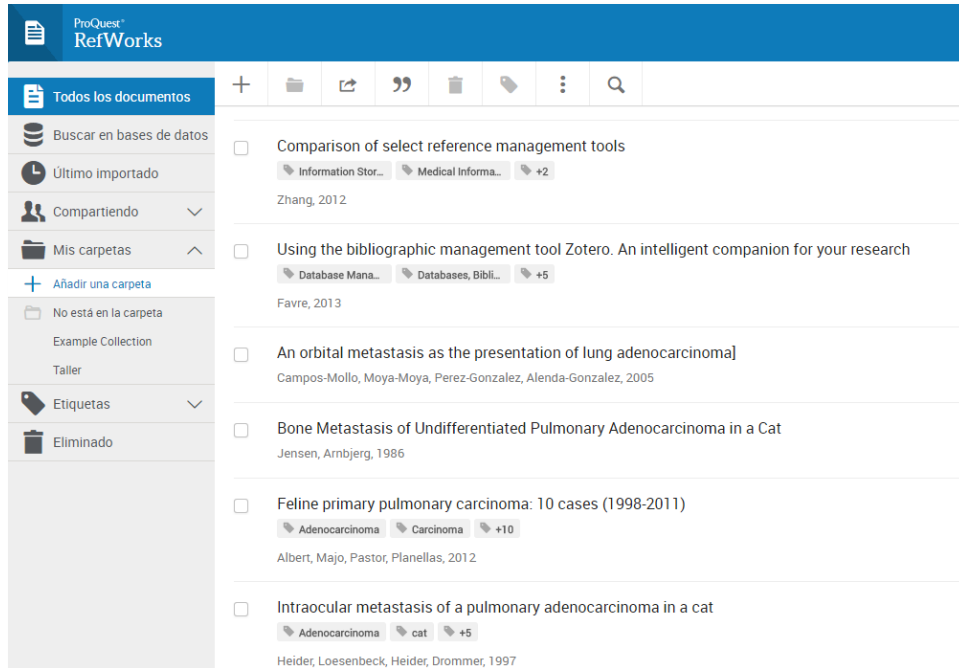 ProQuest®
RefWorks
Todos los documentos
Buscar en bases de datos
Último importado
Compartiendo
Mis carpetas
Añadir una carpeta
No está en la carpeta
Example Collection
Taller
Etiquetas
Eliminado
Comparison of select reference management tools
Information Stor... Medical Informa... +2
Zhang, 2012
Using the bibliographic management tool Zotero. An intelligent companion for your research
Database Mana... Databases, Bibli... +5
Favre, 2013
An orbital metastasis as the presentation of lung adenocarcinoma]
Campos-Mollo, Moya-Moya, Perez-Gonzalez, Alenda-Gonzalez, 2005
Bone Metastasis of Undifferentiated Pulmonary Adenocarcinoma in a Cat
Jensen, Arnbjerg, 1986
Feline primary pulmonary carcinoma: 10 cases (1998-2011)
Adenocarcinoma Carcinoma +10
Albert, Majo, Pastor, Planellas, 2012
Intraocular metastasis of a pulmonary adenocarcinoma in a cat
Adenocarcinoma cat +5
Heider, Loesenbeck, Heider, Drommer, 1997